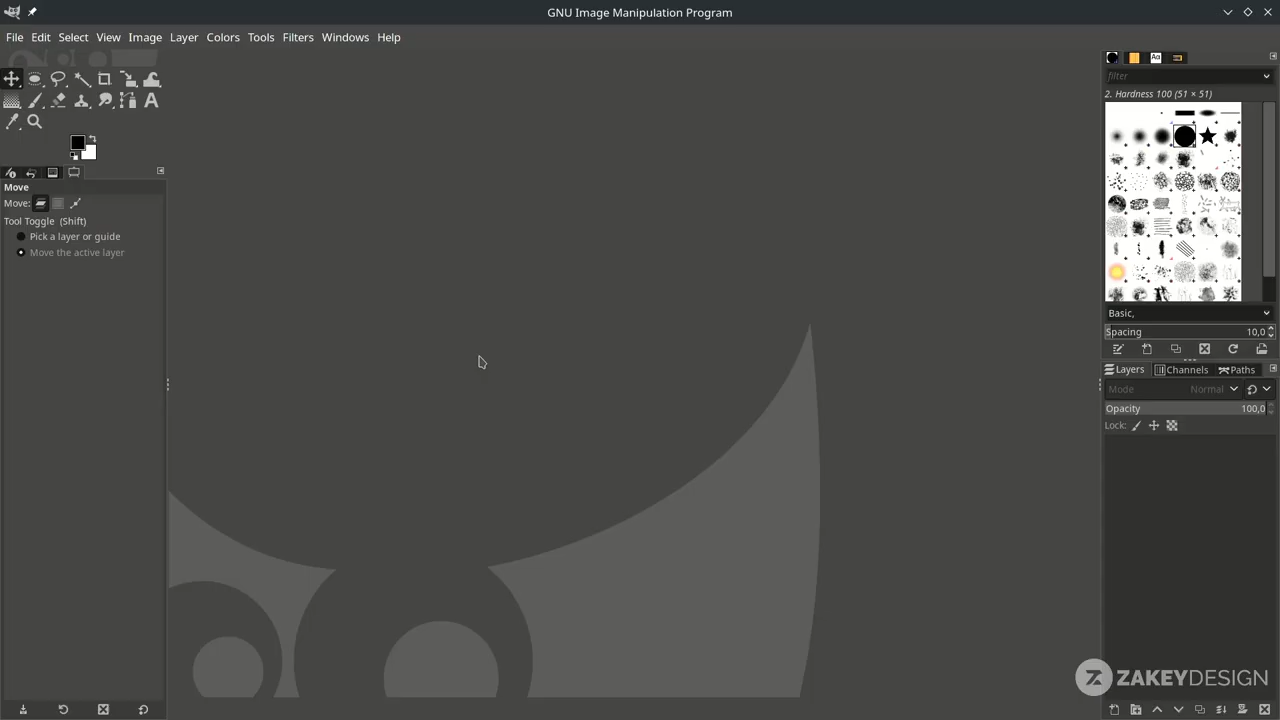 GNU Image Manipulation Program
File Edit Select View Image Layer Colors Tools Filters Windows Help
Move
Move:
Tool Toggle (Shift)
Pick a layer or guide
Move the active layer
Aa
filter
2. Hardness 100 (51 × 51)
Basic,
Spacing 10,0
Layers Channels Paths
Mode Normal
Opacity 100,0
Lock:
ZAKEYDESIGN